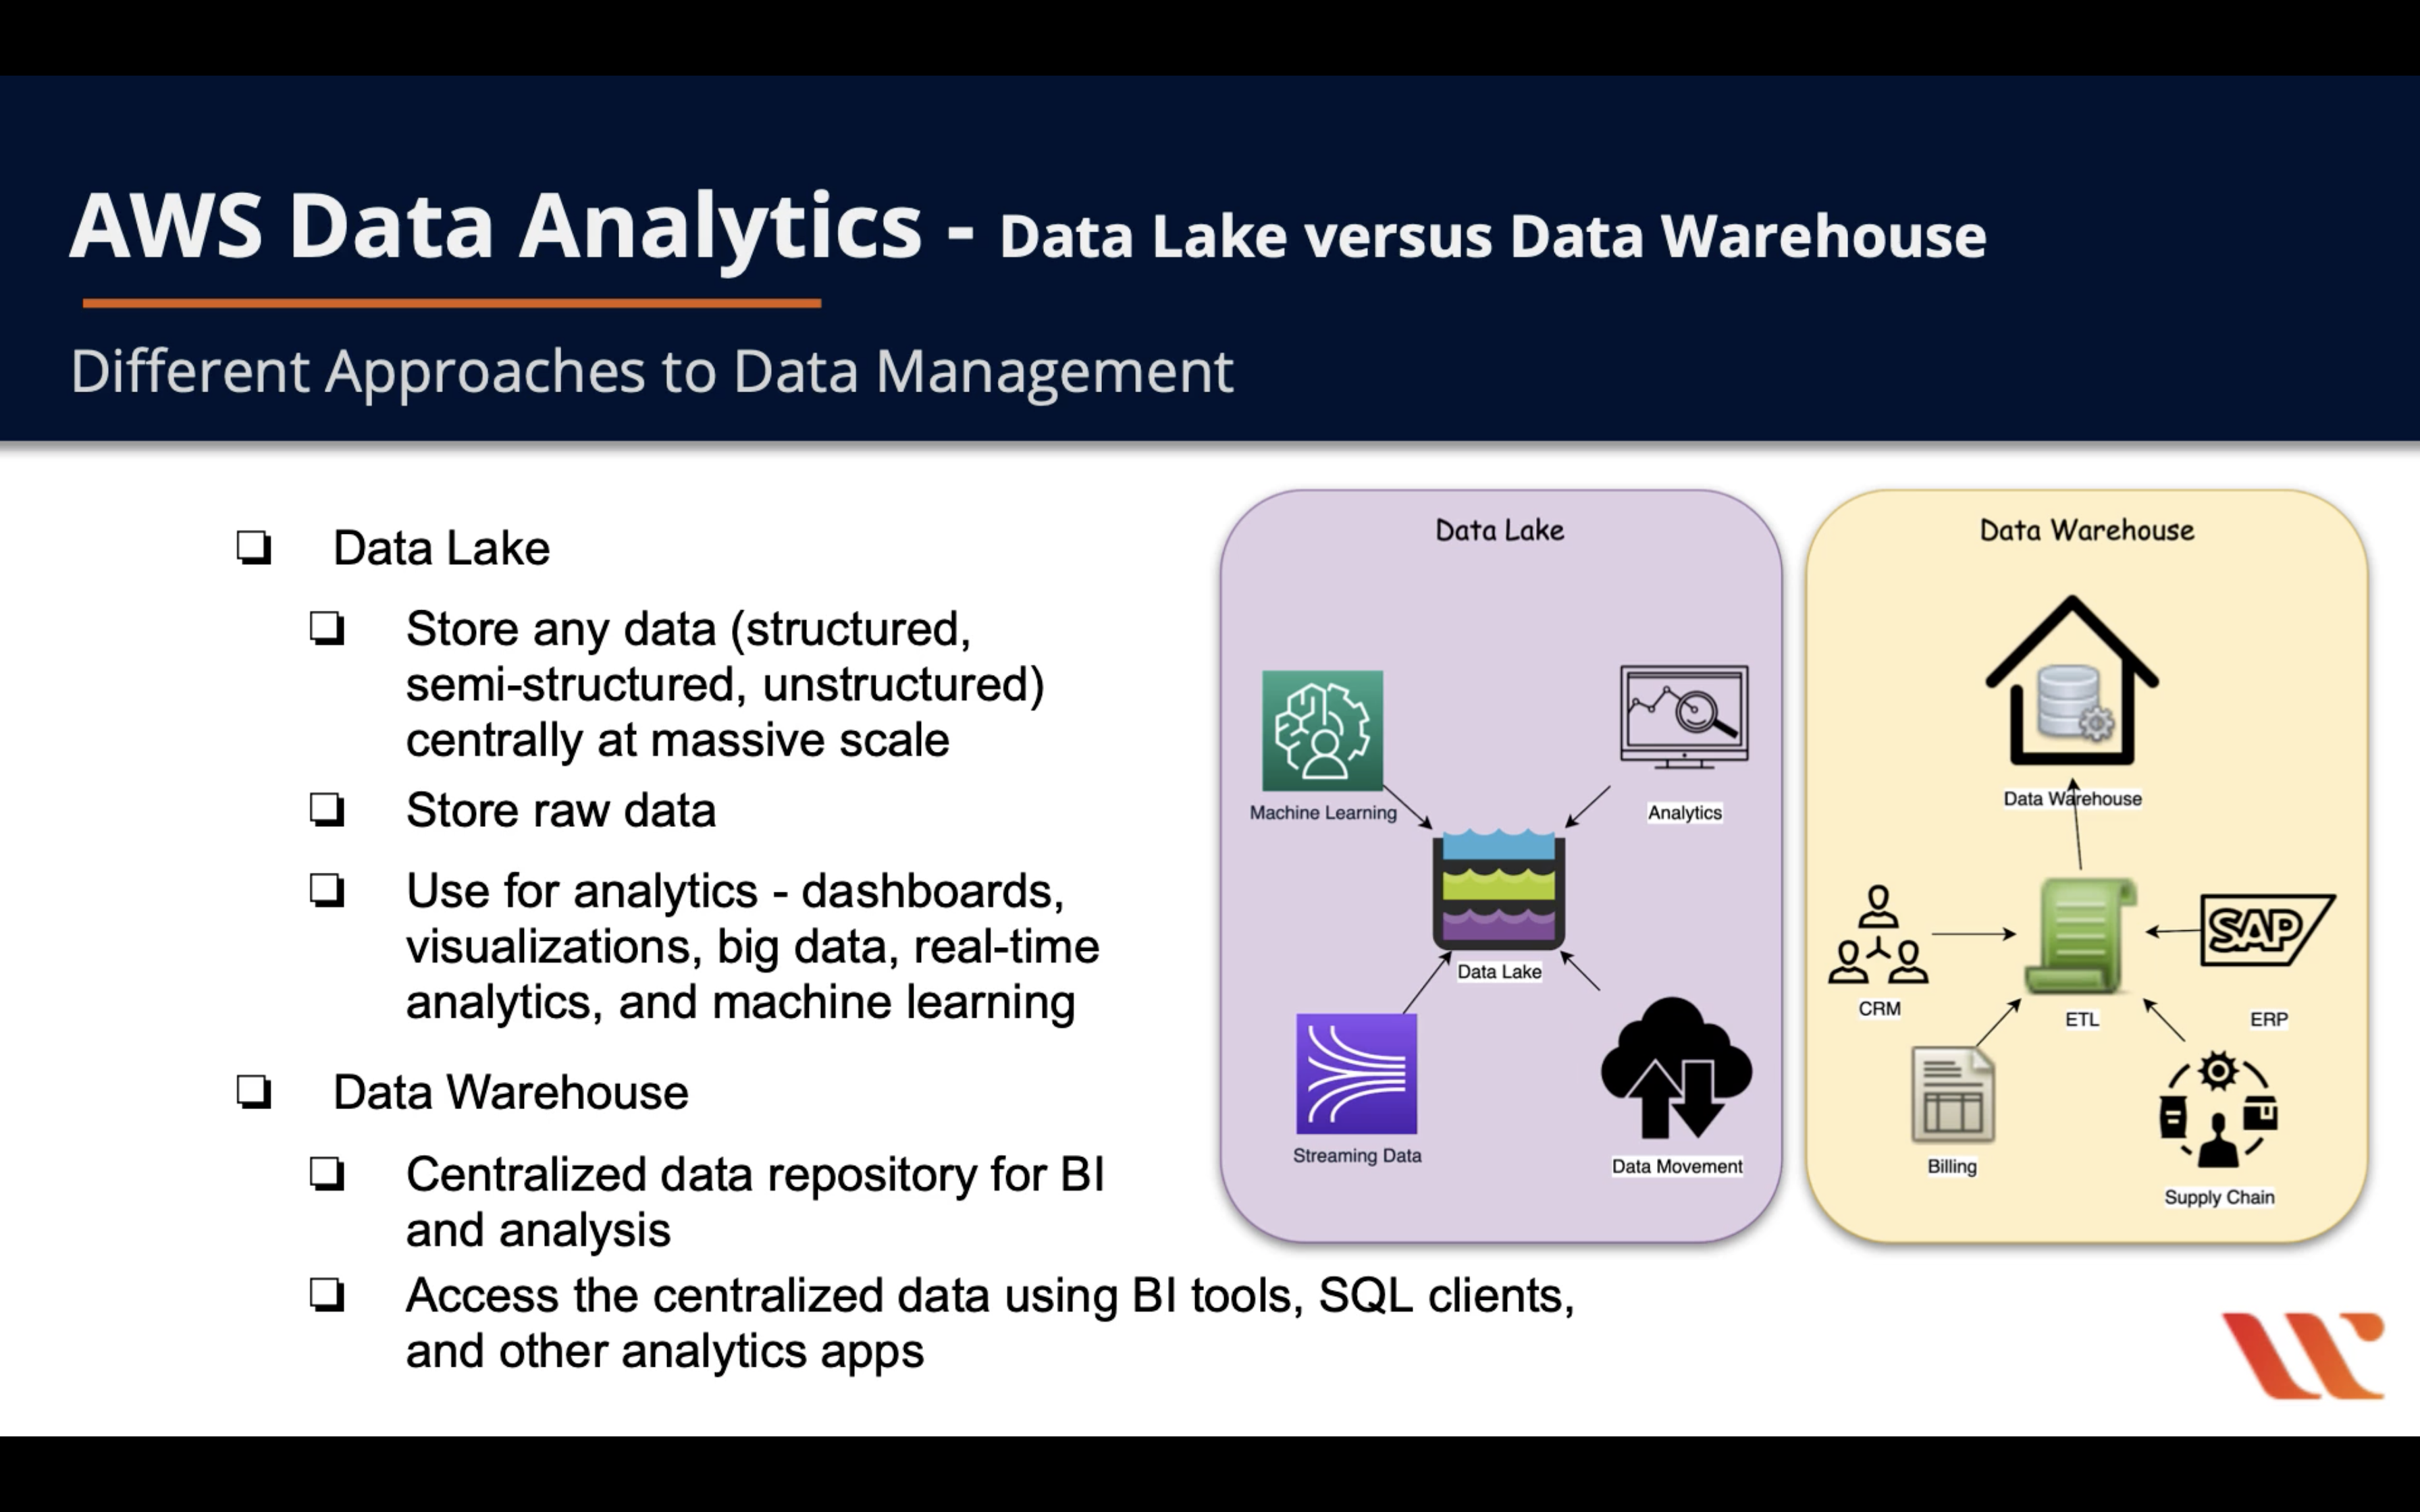 AWS Data Analytics - Data Lake versus Data Warehouse
Different Approaches to Data Management
Data Lake
Store any data (structured,
semi-structured, unstructured)
centrally at massive scale
Store raw data
Use for analytics - dashboards,
visualizations, big data, real-time
analytics, and machine learning
Data Warehouse
Centralized data repository for BI
and analysis
Access the centralized data using BI tools, SQL clients,
and other analytics apps
Data Lake
Machine Learning
Analytics
Data Lake
Streaming Data
Data Movement
Data Warehouse
Data Warehouse
CRM
ETL
SAP
ERP
Billing
Supply Chain